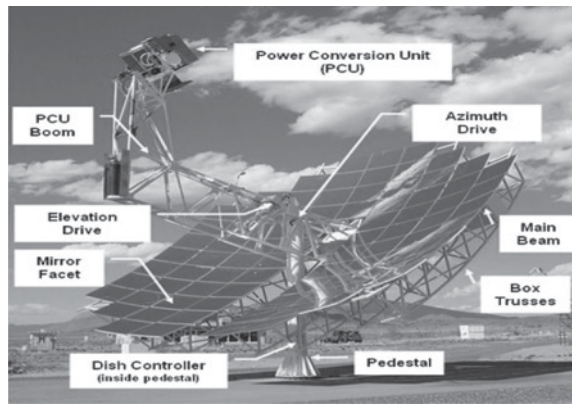 Power Conversion Unit
(PCU)
PCU
Boom
Azimuth
Drive
Elevation
Drive
Main
Beam
Mirror
Facet
Box
Trusses
Dish Controller
(inside pedestal)
Pedestal